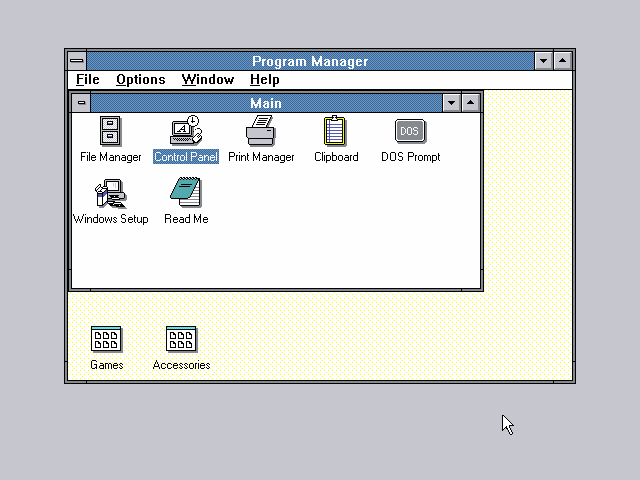 Program Manager
File Options Window Help
Main
DOS
File Manager Control Panel Print Manager Clipboard DOS Prompt
Windows Setup Read Me
Games Accessories